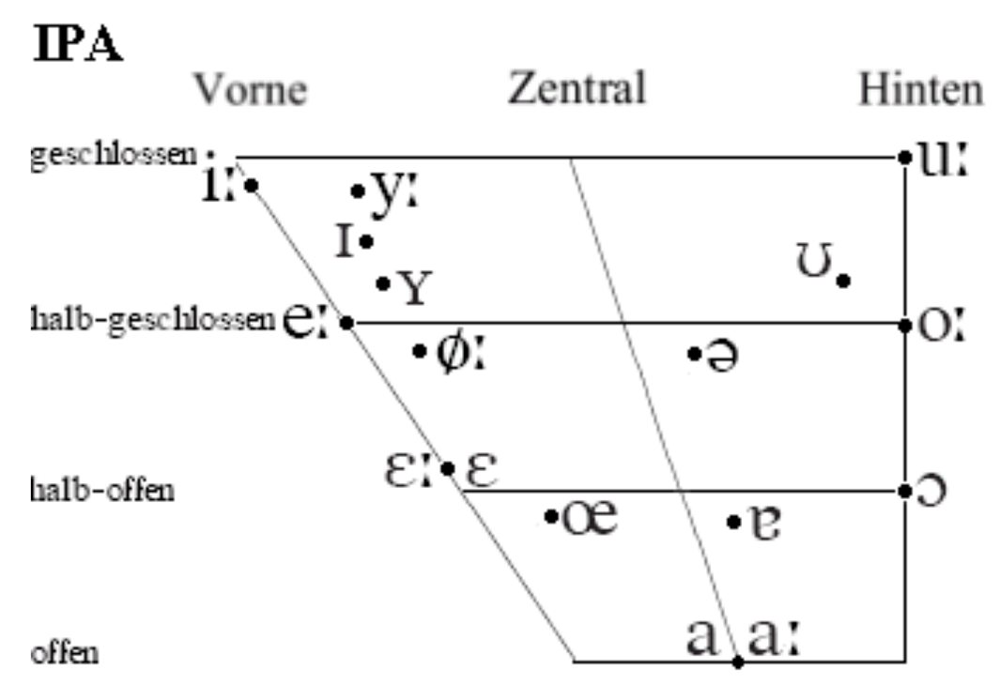 IPA
Vorne Zentral Hinten
geschlossen
iː yː uː
ɪ
ʊ
ʏ
halb-geschlossen eː oː
øː ə
ɛː ɛ
halb-offen ɔ
œ ɐ
a aː
offen